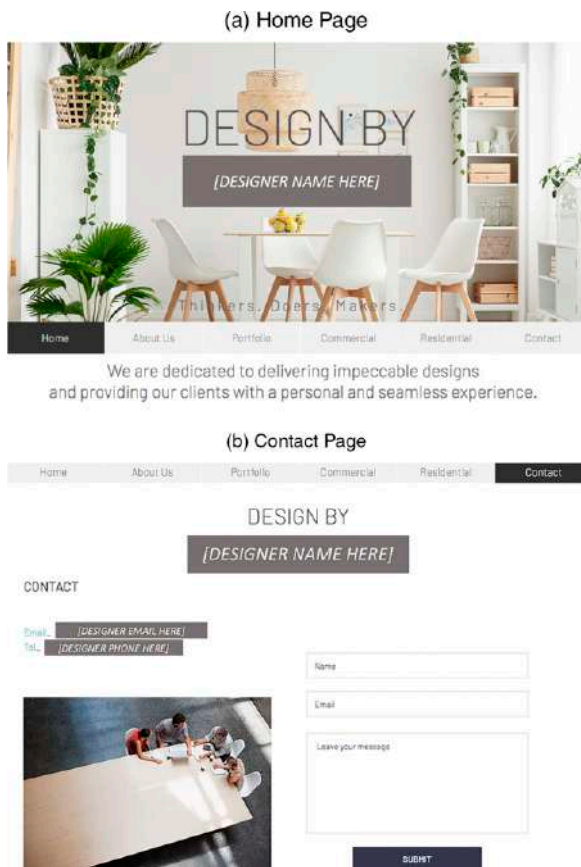 (a) Home Page
DESIGN BY
[DESIGNER NAME HERE]
Thinkers. Doers. Makers.
Home About Us Portfolio Commercial Residential Contact
We are dedicated to delivering impeccable designs
and providing our clients with a personal and seamless experience.
(b) Contact Page
Home About Us Portfolio Commercial Residential Contact
DESIGN BY
[DESIGNER NAME HERE]
CONTACT
Email_ [DESIGNER EMAIL HERE]
Tel_ [DESIGNER PHONE HERE]
Name
Email
Leave your message
SUBMIT